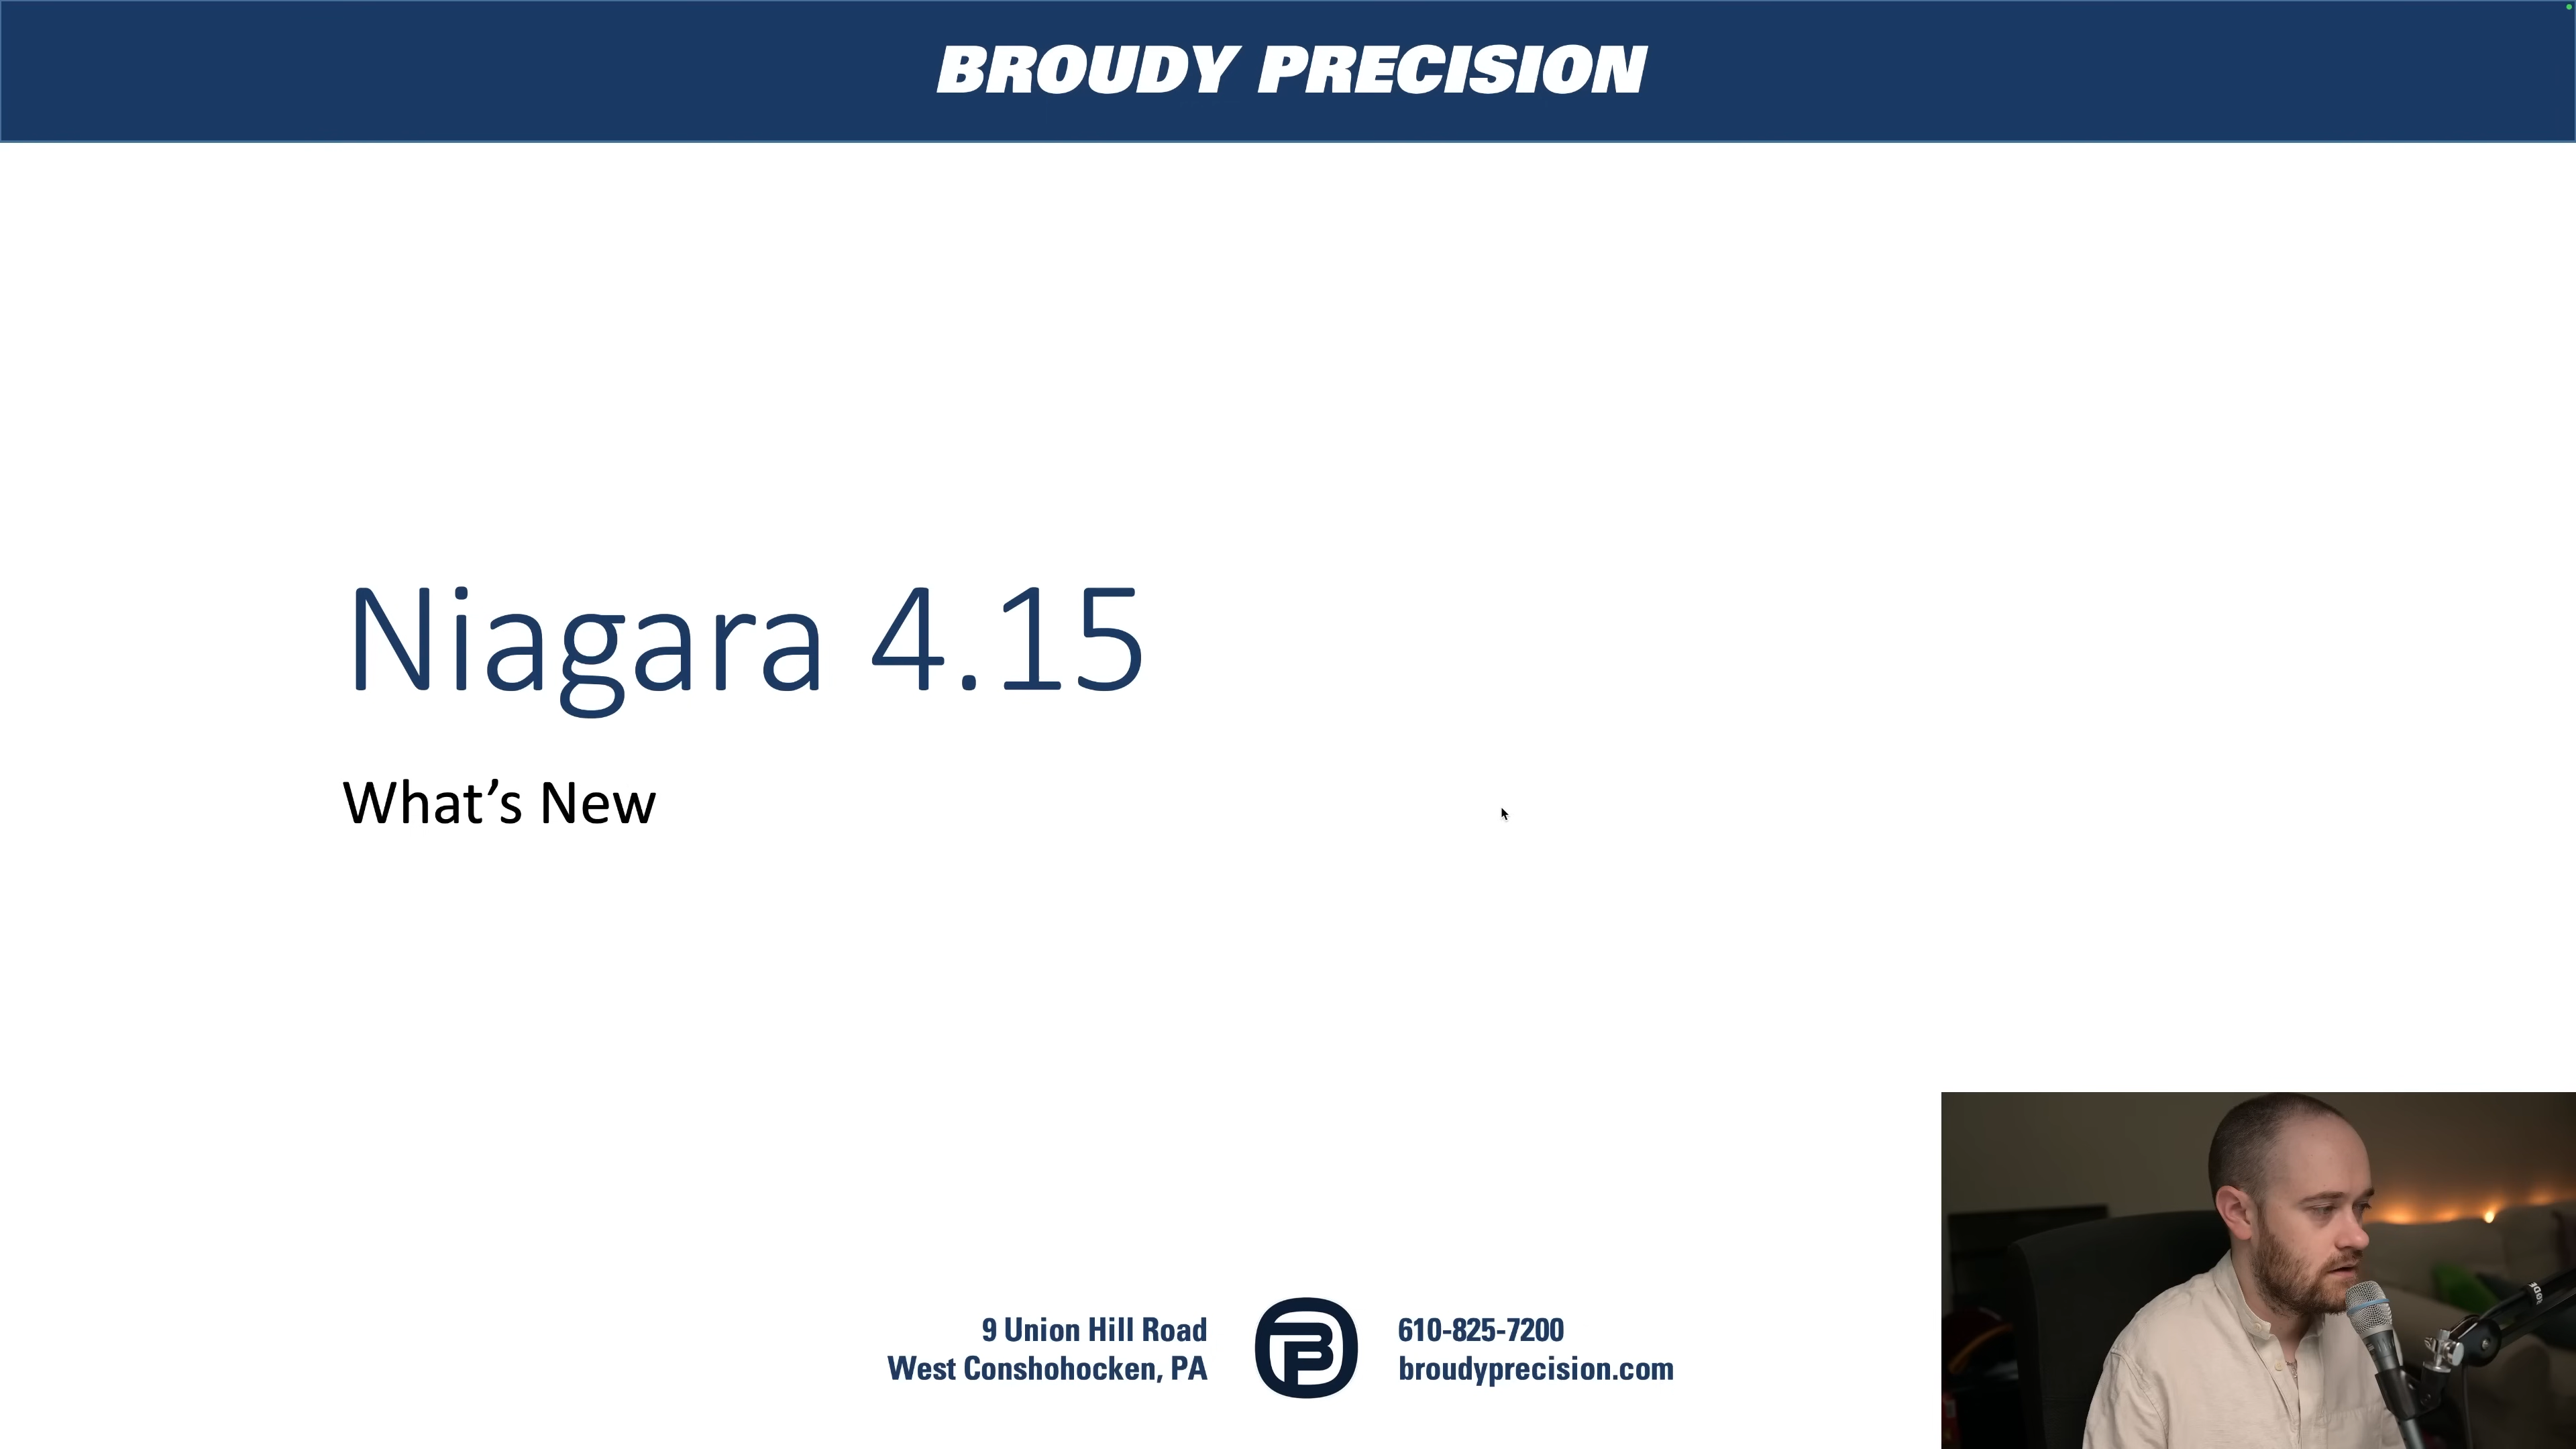 BROUDY PRECISION
Niagara 4.15
What’s New
9 Union Hill Road
West Conshohocken, PA
610-825-7200
broudyprecision.com
RODE